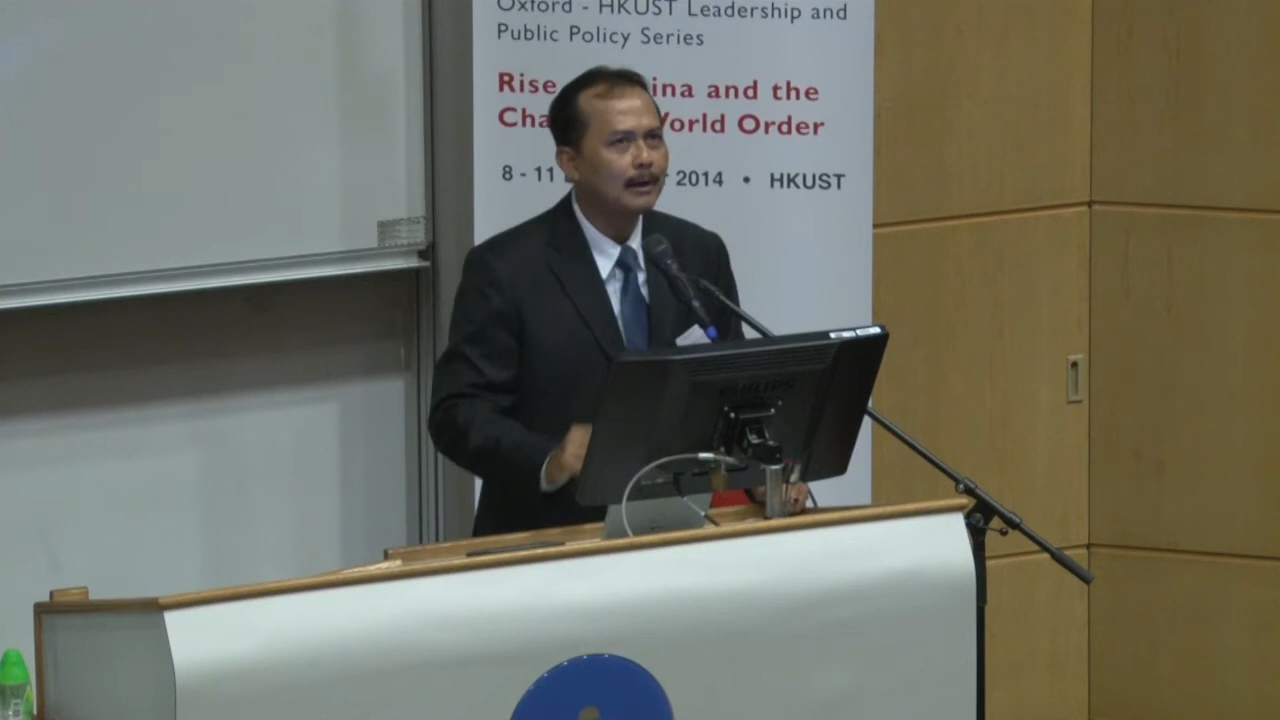 Oxford - HKUST Leadership and
Public Policy Series
Rise ina and the
Cha World Order
8 - 11 2014 • HKUST
PHILIPS